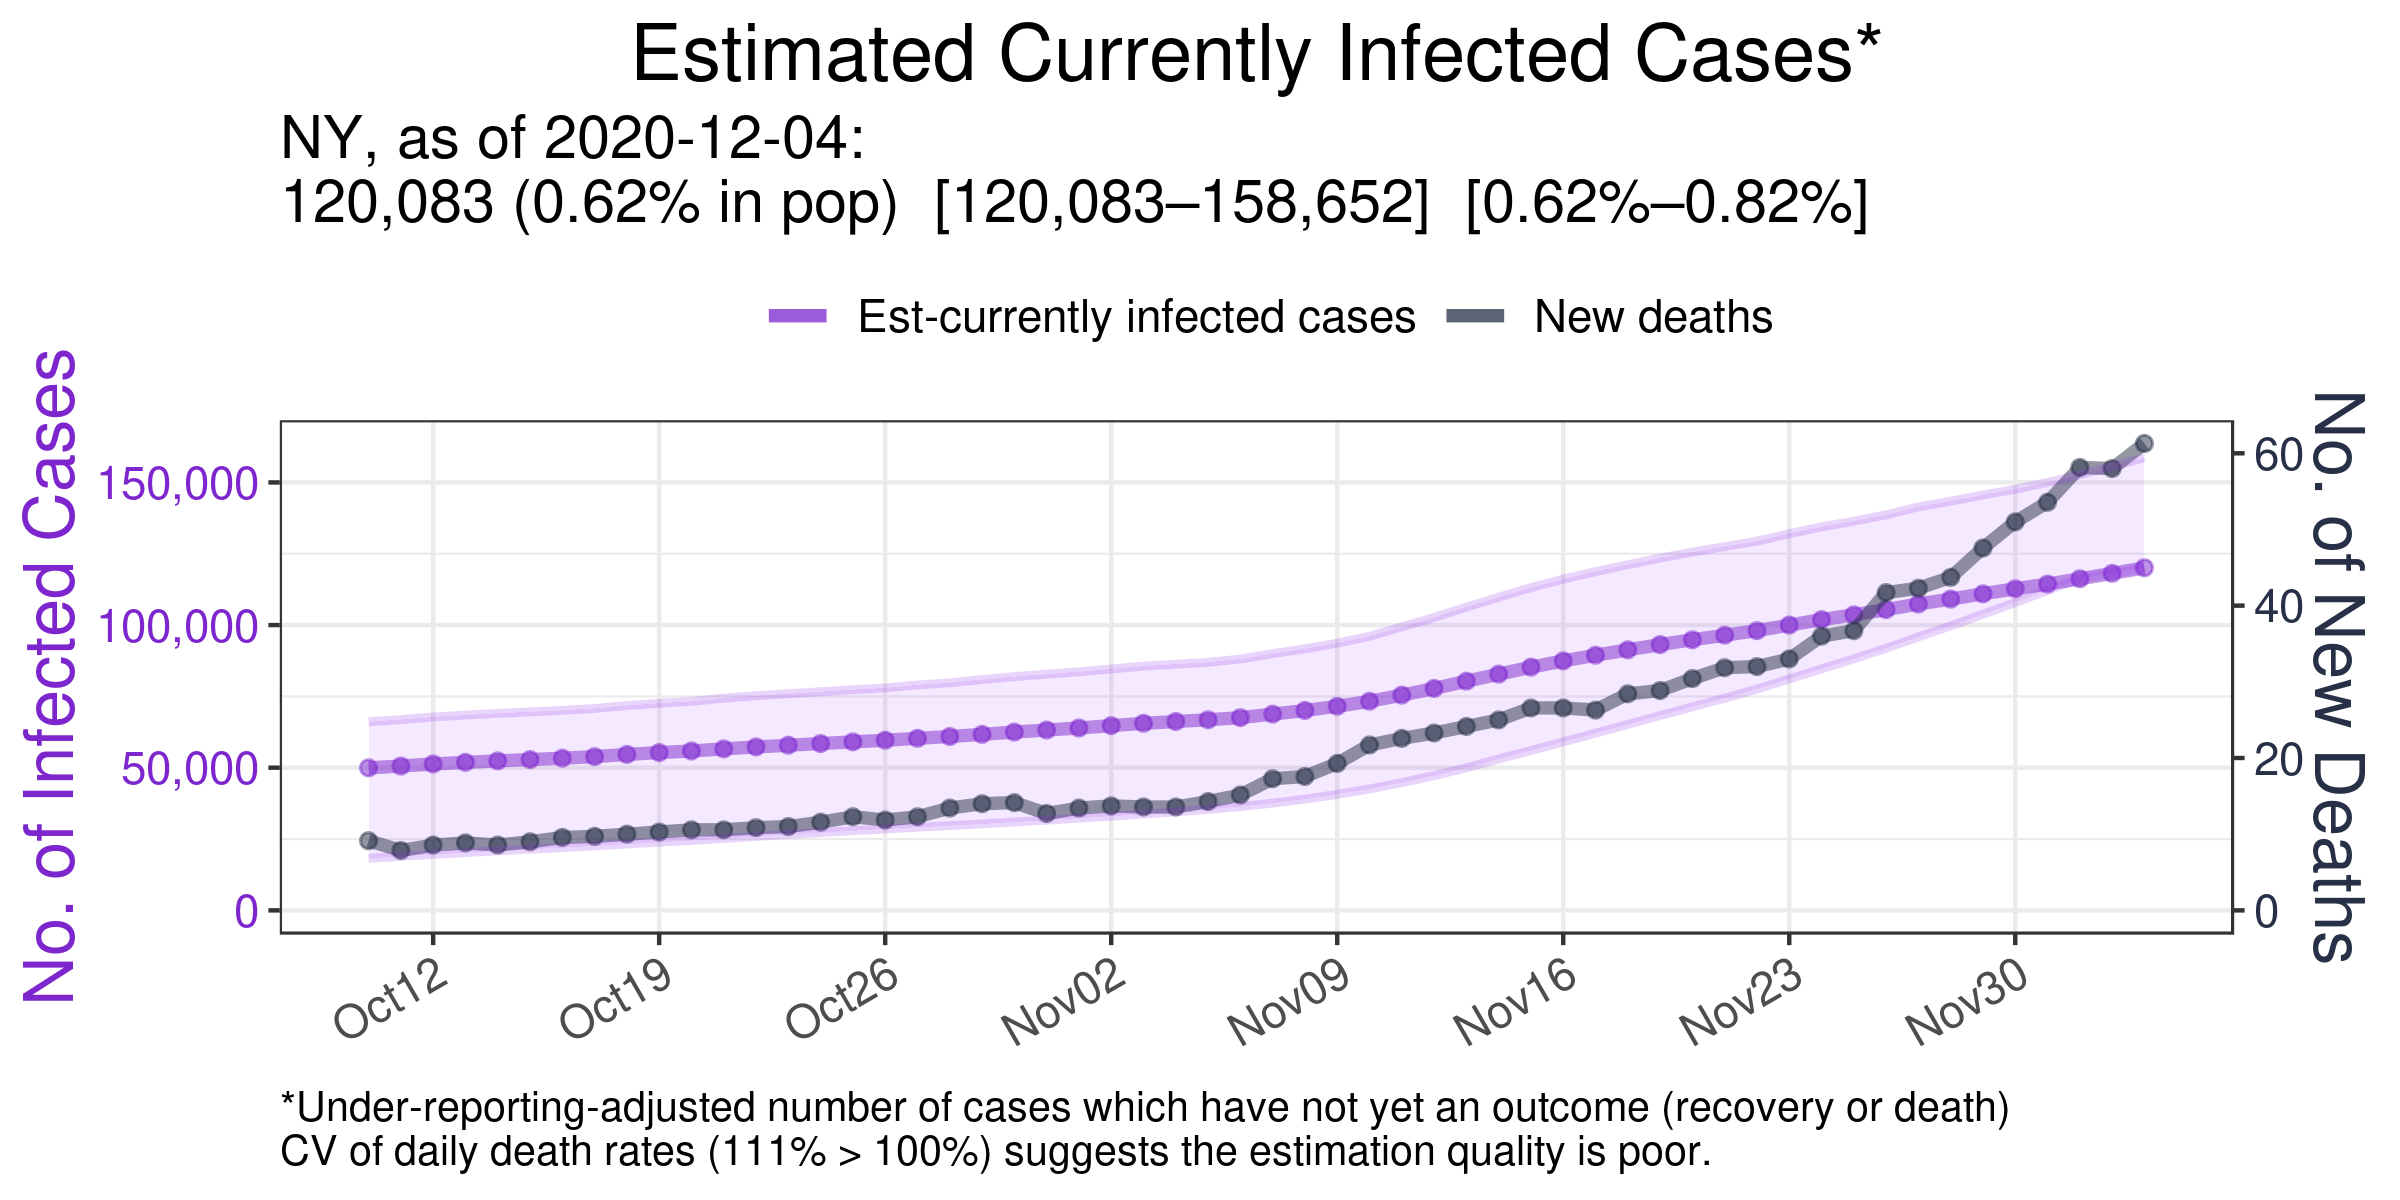 Estimated Currently Infected Cases*
NY, as of 2020-12-04:
120,083 (0.62% in pop)  [120,083–158,652]  [0.62%–0.82%]
Est-currently infected cases
New deaths
No. of Infected Cases
150,000
100,000
50,000
0
60
40
20
0
No. of New Deaths
Oct12
Oct19
Oct26
Nov02
Nov09
Nov16
Nov23
Nov30
*Under-reporting-adjusted number of cases which have not yet an outcome (recovery or death)
CV of daily death rates (111% > 100%) suggests the estimation quality is poor.